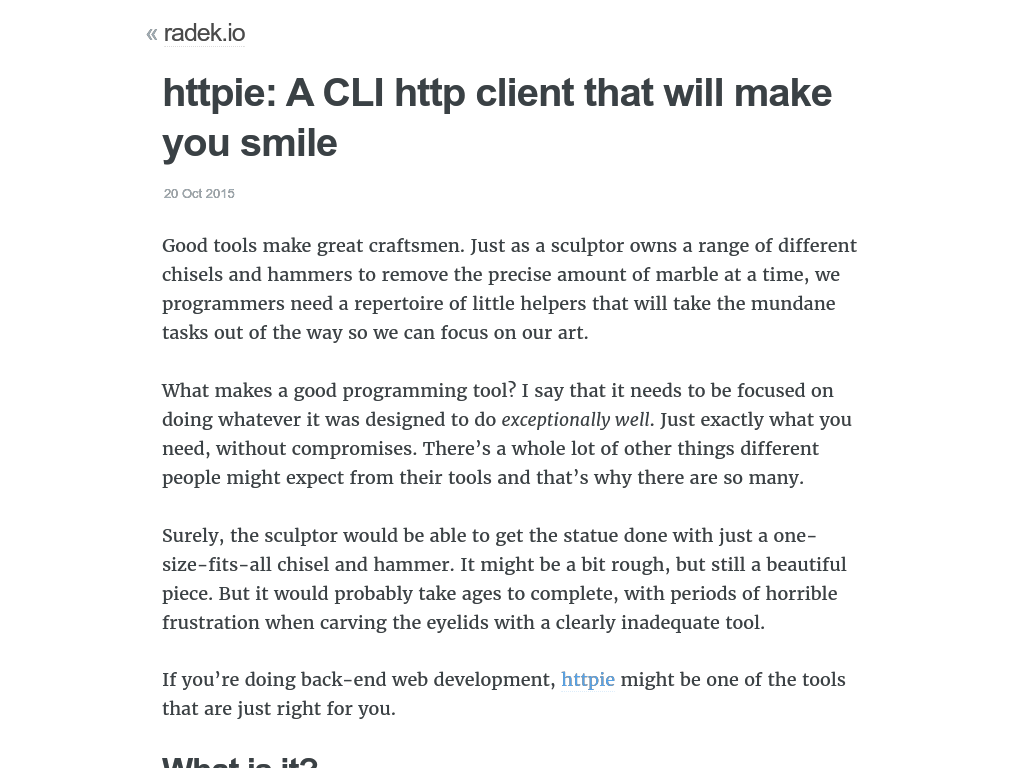 « radek.io
httpie: A CLI http client that will make
you smile
20 Oct 2015
Good tools make great craftsmen. Just as a sculptor owns a range of different
chisels and hammers to remove the precise amount of marble at a time, we
programmers need a repertoire of little helpers that will take the mundane
tasks out of the way so we can focus on our art.
What makes a good programming tool? I say that it needs to be focused on
doing whatever it was designed to do exceptionally well. Just exactly what you
need, without compromises. There’s a whole lot of other things different
people might expect from their tools and that’s why there are so many.
Surely, the sculptor would be able to get the statue done with just a one-
size-fits-all chisel and hammer. It might be a bit rough, but still a beautiful
piece. But it would probably take ages to complete, with periods of horrible
frustration when carving the eyelids with a clearly inadequate tool.
If you’re doing back-end web development, httpie might be one of the tools
that are just right for you.
What is it?